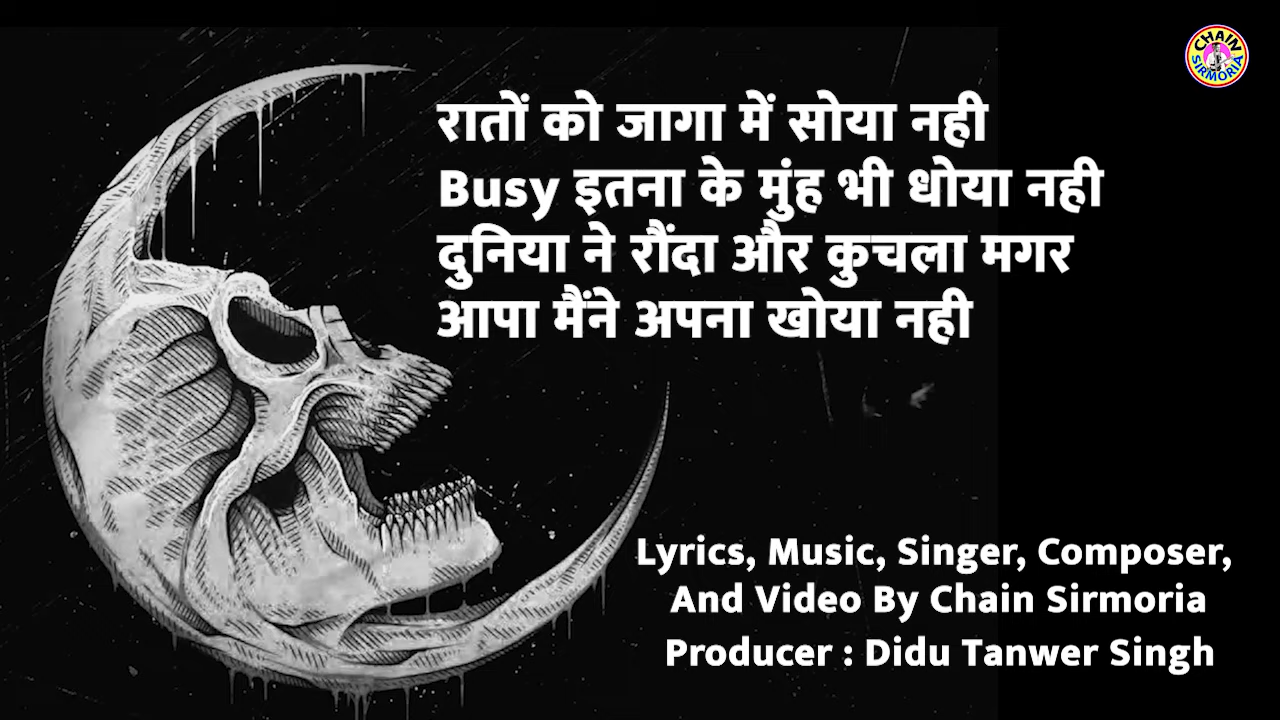 CHAIN
SIRMORIA
रातों को जागा में सोया नही
Busy इतना के मुंह भी धोया नही
दुनिया ने रौंदा और कुचला मगर
आपा मैंने अपना खोया नही
Lyrics, Music, Singer, Composer,
And Video By Chain Sirmoria
Producer : Didu Tanwer Singh